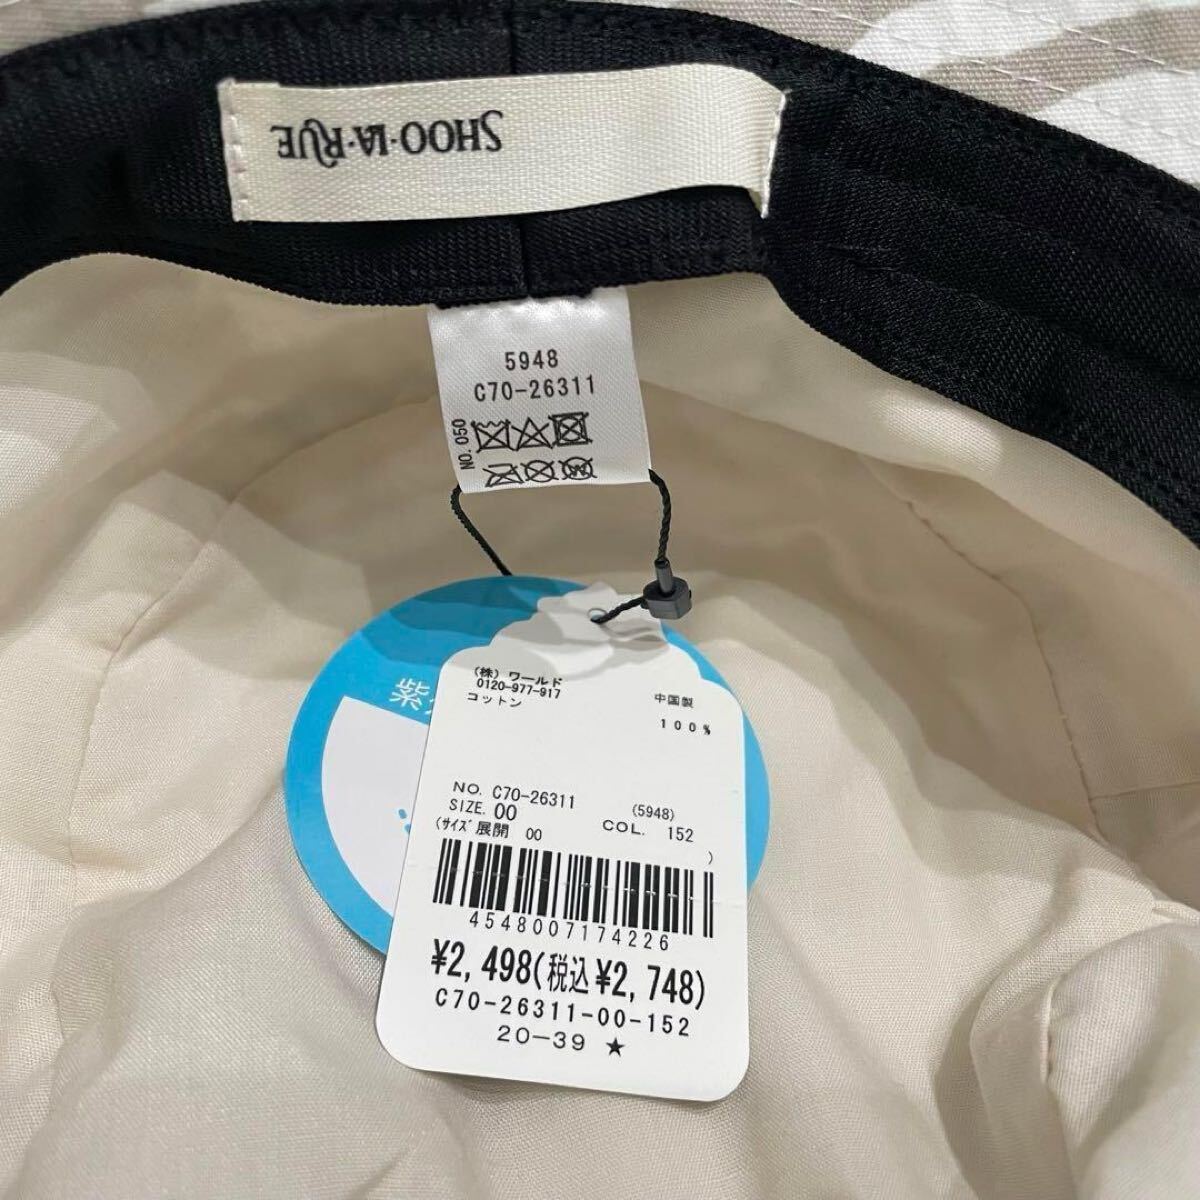 SHOO·LA·RUE
5948
C70-26311
NO. 050
紫
(株) ワールド
0120-977-917
コットン
中国製
100%
NO. C70-26311 (5948)
SIZE. 00 COL. 152
(ｻｲｽﾞ展開 00 )
4548007174226
¥2,498(税込¥2,748)
C70-26311-00-152
20-39 ★